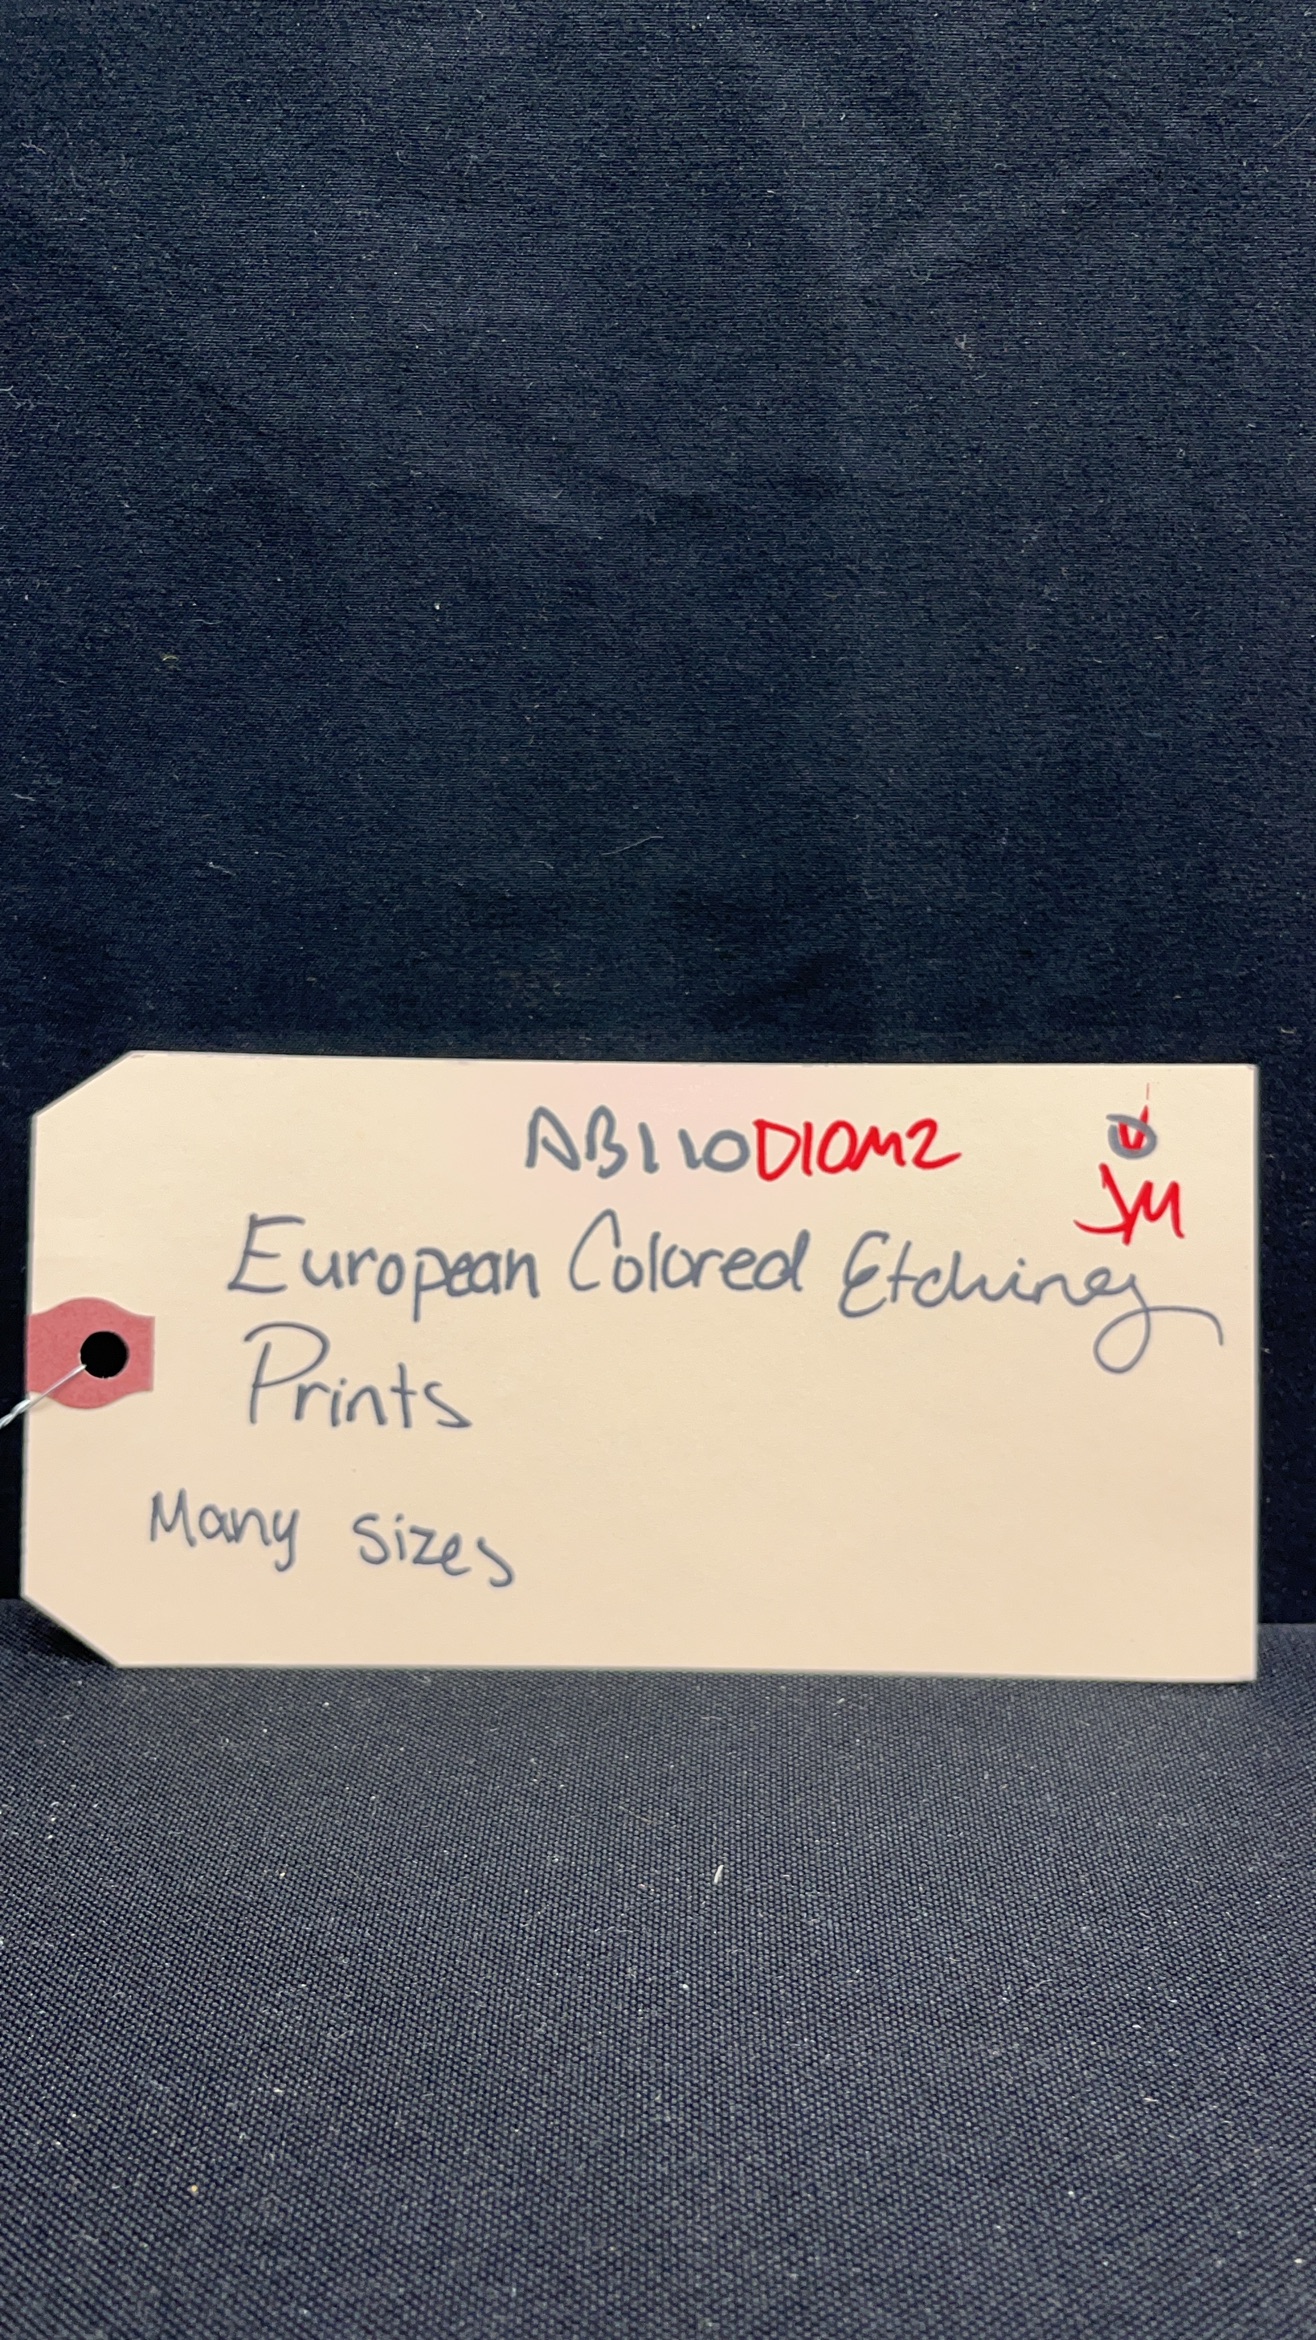 AB110D10M2
JM
European Colored Etching
Prints
Many sizes